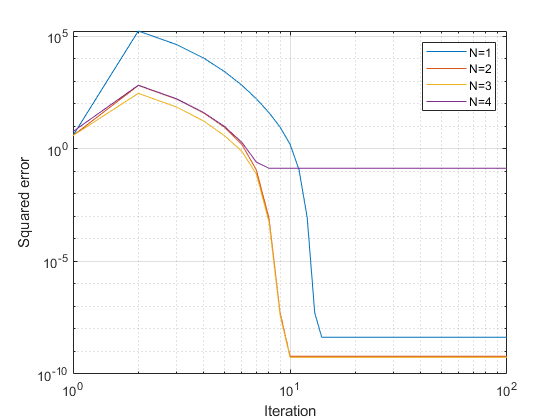 10^5
10^0
10^-5
10^-10
Squared error
10^0
10^1
10^2
Iteration
N=1
N=2
N=3
N=4